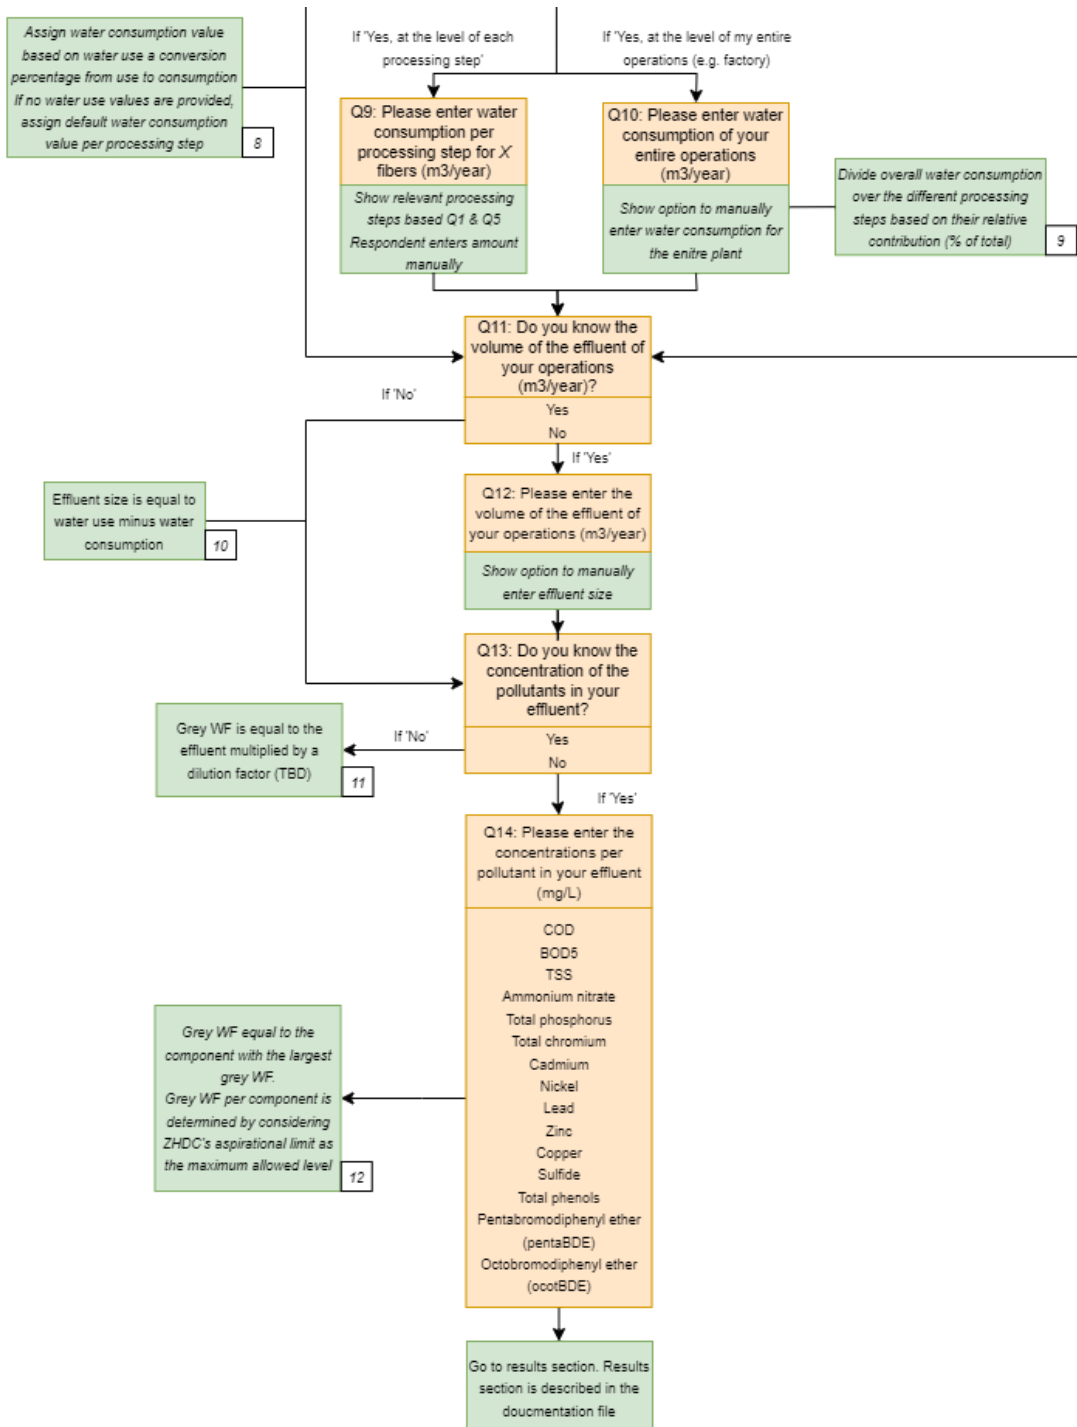 Assign water consumption value
based on water use a conversion
percentage from use to consumption
If no water use values are provided,
assign default water consumption
value per processing step
8
If 'Yes, at the level of each
processing step'
If 'Yes, at the level of my entire
operations (e.g. factory)
Q9: Please enter water
consumption per
processing step for X
fibers (m3/year)
Show relevant processing
steps based Q1 & Q5
Respondent enters amount
manually
Q10: Please enter water
consumption of your
entire operations
(m3/year)
Show option to manually
enter water consumption for
the enitre plant
Divide overall water consumption
over the different processing
steps based on their relative
contribution (% of total)
9
Q11: Do you know the
volume of the effluent of
your operations
(m3/year)?
Yes
No
If 'No'
If 'Yes'
Effluent size is equal to
water use minus water
consumption
10
Q12: Please enter the
volume of the effluent of
your operations (m3/year)
Show option to manually
enter effluent size
Q13: Do you know the
concentration of the
pollutants in your
effluent?
Yes
No
If 'No'
Grey WF is equal to the
effluent multiplied by a
dilution factor (TBD)
11
If 'Yes'
Q14: Please enter the
concentrations per
pollutant in your effluent
(mg/L)
COD
BOD5
TSS
Ammonium nitrate
Total phosphorus
Total chromium
Cadmium
Nickel
Lead
Zinc
Copper
Sulfide
Total phenols
Pentabromodiphenyl ether
(pentaBDE)
Octobromodiphenyl ether
(ocotBDE)
Grey WF equal to the
component with the largest
grey WF.
Grey WF per component is
determined by considering
ZHDC's aspirational limit as
the maximum allowed level
12
Go to results section. Results
section is described in the
doucmentation file